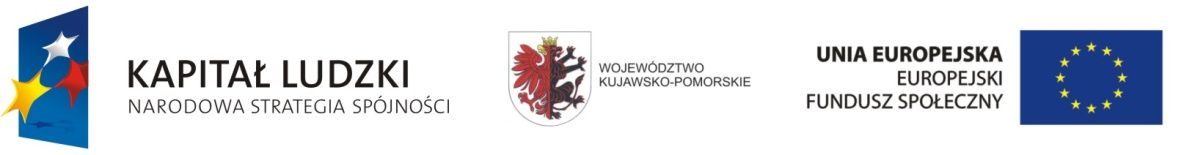 KAPITAŁ LUDZKI
NARODOWA STRATEGIA SPÓJNOŚCI
WOJEWÓDZTWO
KUJAWSKO-POMORSKIE
UNIA EUROPEJSKA
EUROPEJSKI
FUNDUSZ SPOŁECZNY